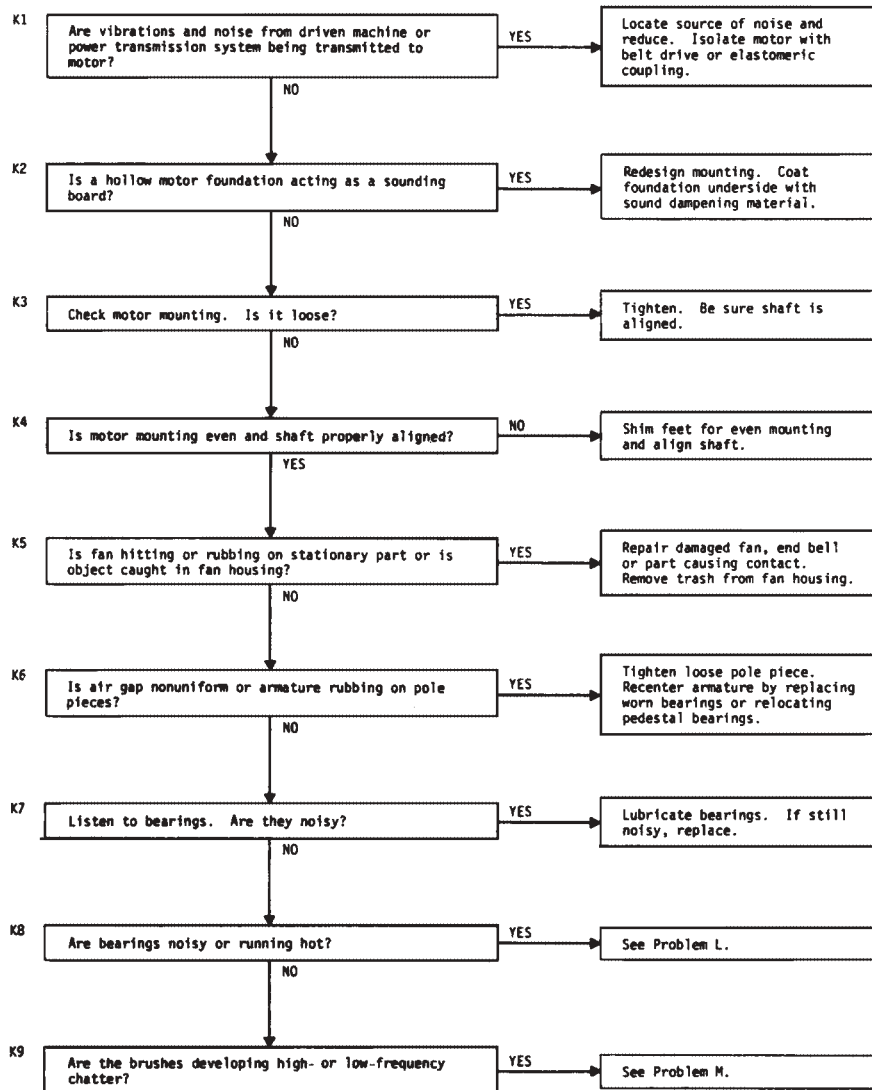 K1
Are vibrations and noise from driven machine or
power transmission system being transmitted to
motor?
YES
Locate source of noise and
reduce. Isolate motor with
belt drive or elastomeric
coupling.
NO
K2
Is a hollow motor foundation acting as a sounding
board?
YES
Redesign mounting. Coat
foundation underside with
sound dampening material.
NO
K3
Check motor mounting. Is it loose?
YES
Tighten. Be sure shaft is
aligned.
NO
K4
Is motor mounting even and shaft properly aligned?
NO
Shim feet for even mounting
and align shaft.
YES
K5
Is fan hitting or rubbing on stationary part or is
object caught in fan housing?
YES
Repair damaged fan, end bell
or part causing contact.
Remove trash from fan housing.
NO
K6
Is air gap nonuniform or armature rubbing on pole
pieces?
YES
Tighten loose pole piece.
Recenter armature by replacing
worn bearings or relocating
pedestal bearings.
NO
K7
Listen to bearings. Are they noisy?
YES
Lubricate bearings. If still
noisy, replace.
NO
K8
Are bearings noisy or running hot?
YES
See Problem L.
NO
K9
Are the brushes developing high- or low-frequency
chatter?
YES
See Problem M.